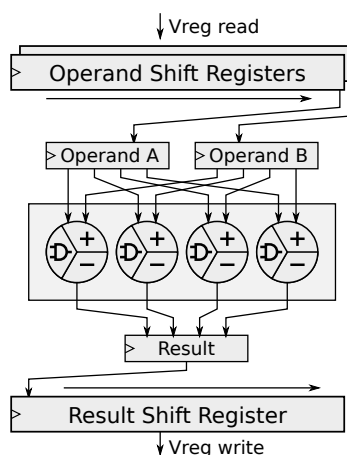 Vreg read
Operand Shift Registers
Operand A
Operand B
+ + + +
− − − −
Result
Result Shift Register
Vreg write